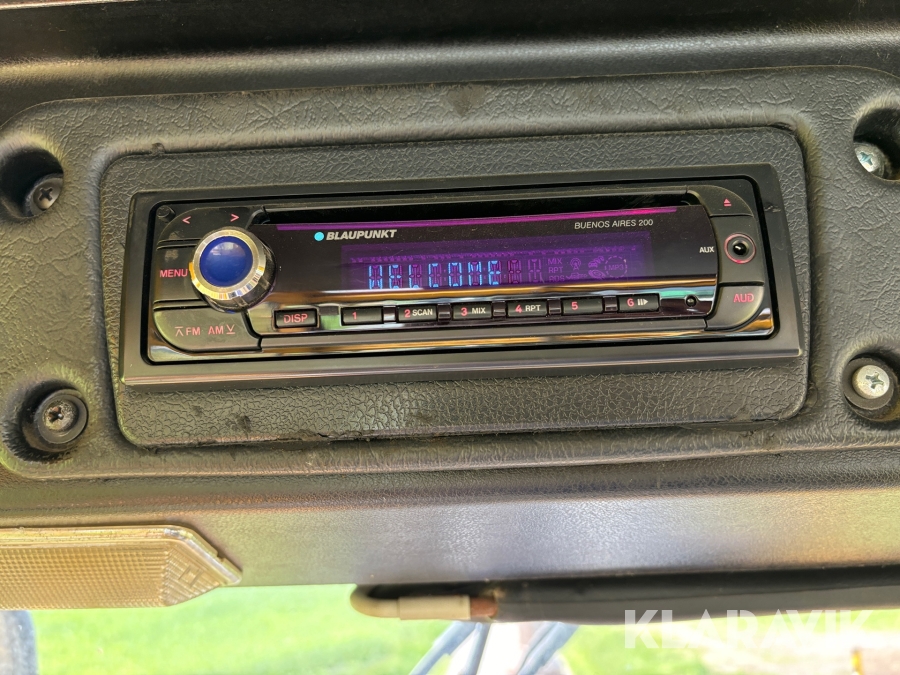 < >
BLAUPUNKT
BUENOS AIRES 200
MENU
WELCOME
MIX
RPT
AUX
DISP
1
2 SCAN
3 MIX
4 RPT
5
6
AUD
FM AM
KLARAVIK